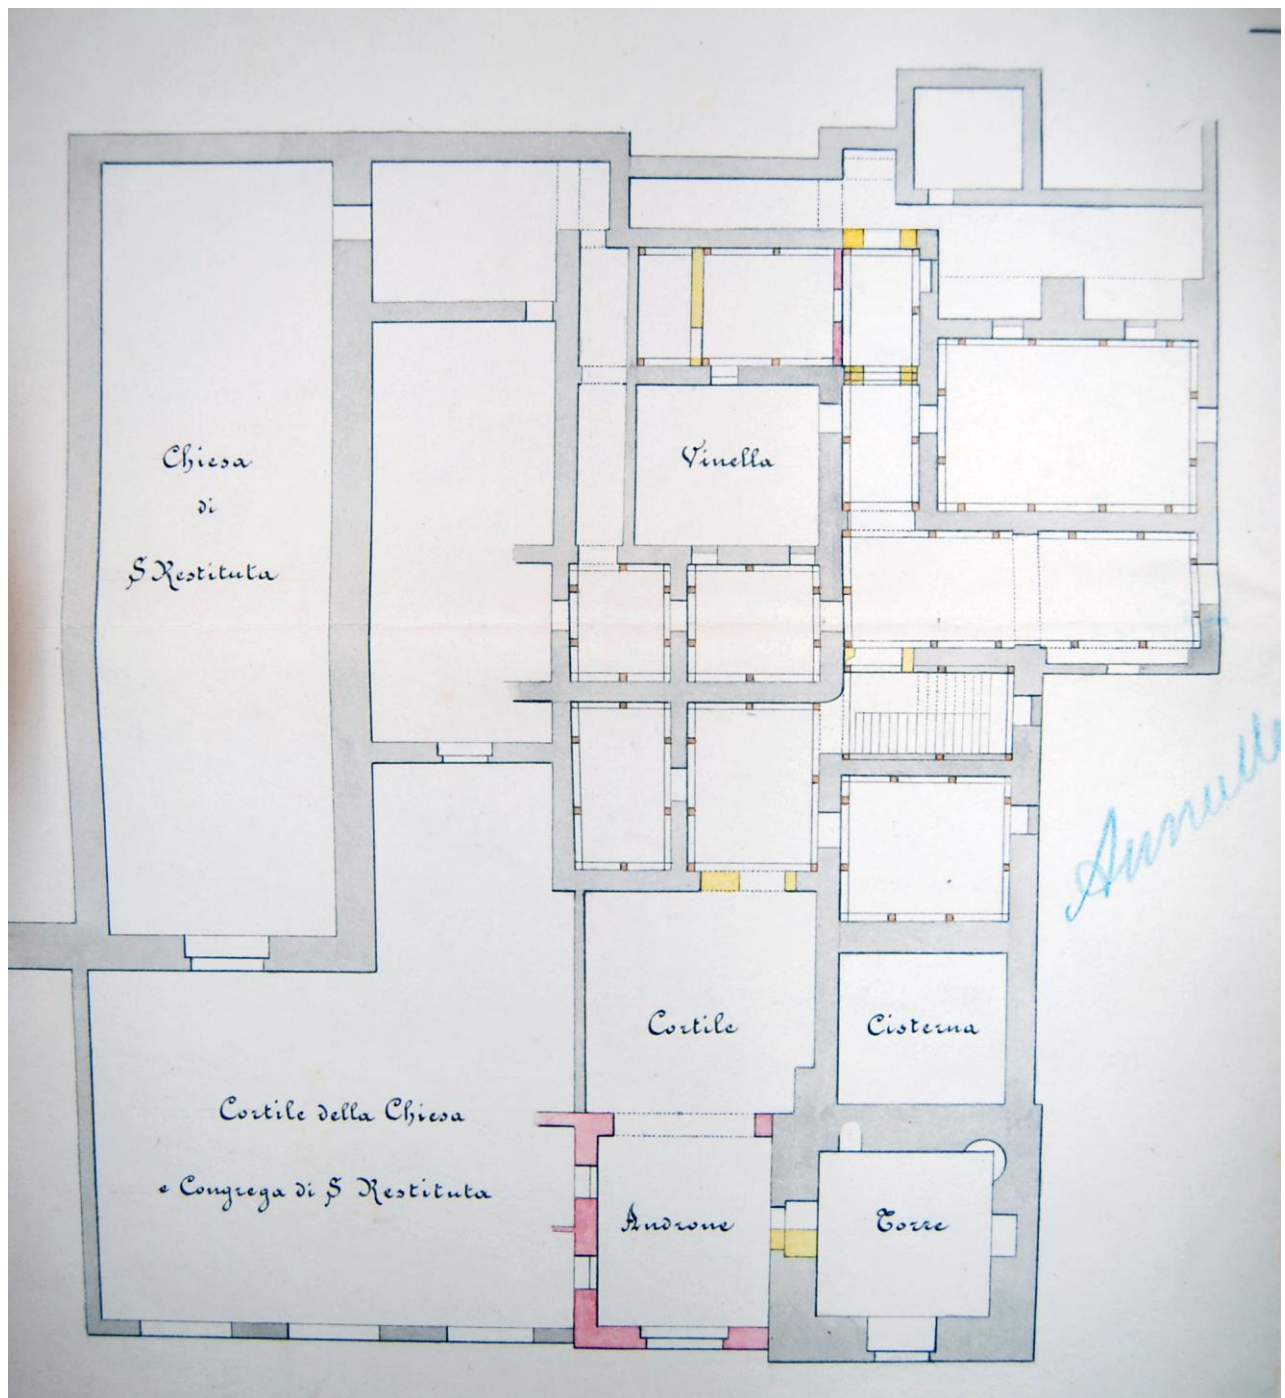 Chiesa
di
S Restituta
Vinella
Cortile
Cisterna
Cortile della Chiesa
e Congrega di S Restituta
Androne
Torre